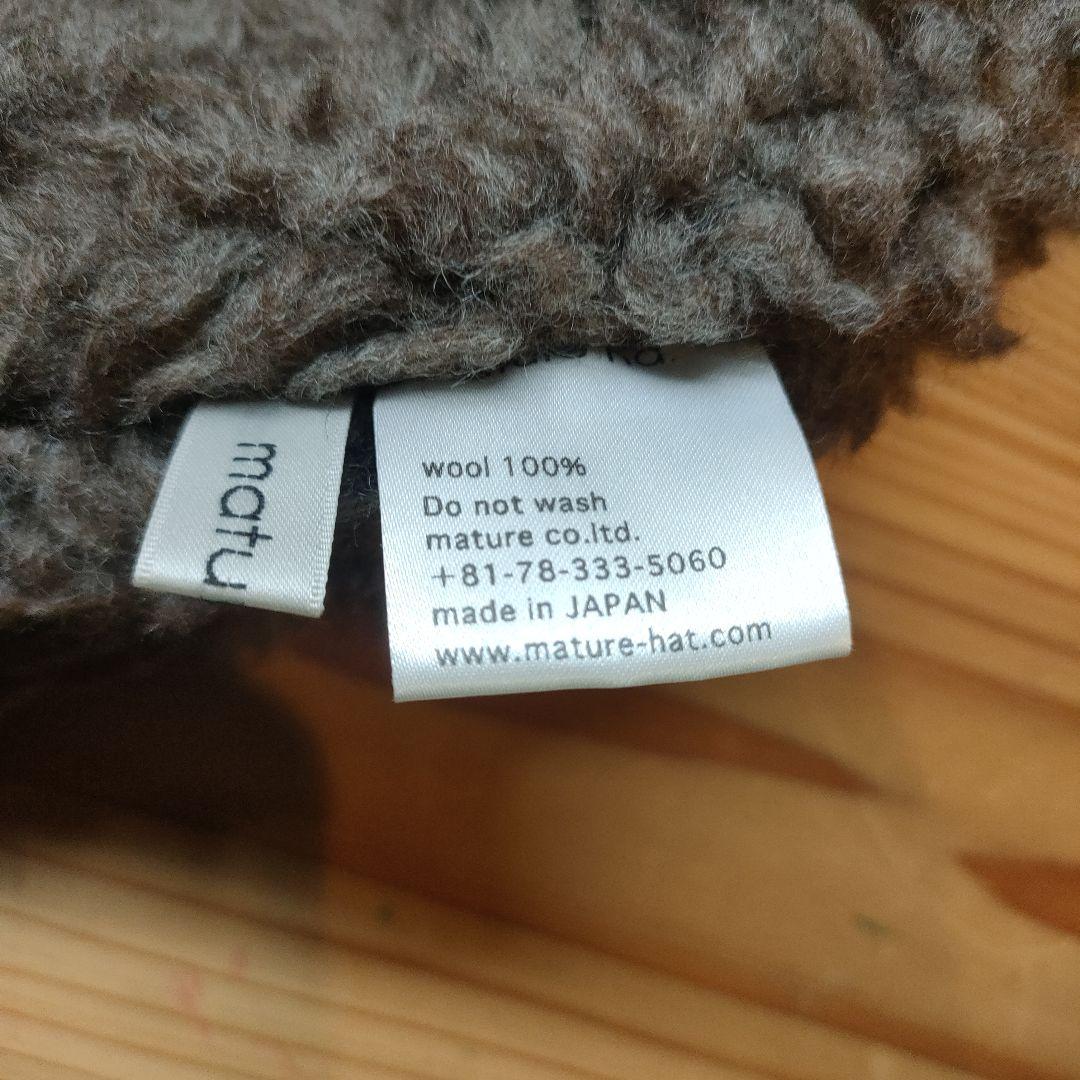 matu
wool 100%
Do not wash
mature co.ltd.
+81-78-333-5060
made in JAPAN
www.mature-hat.com